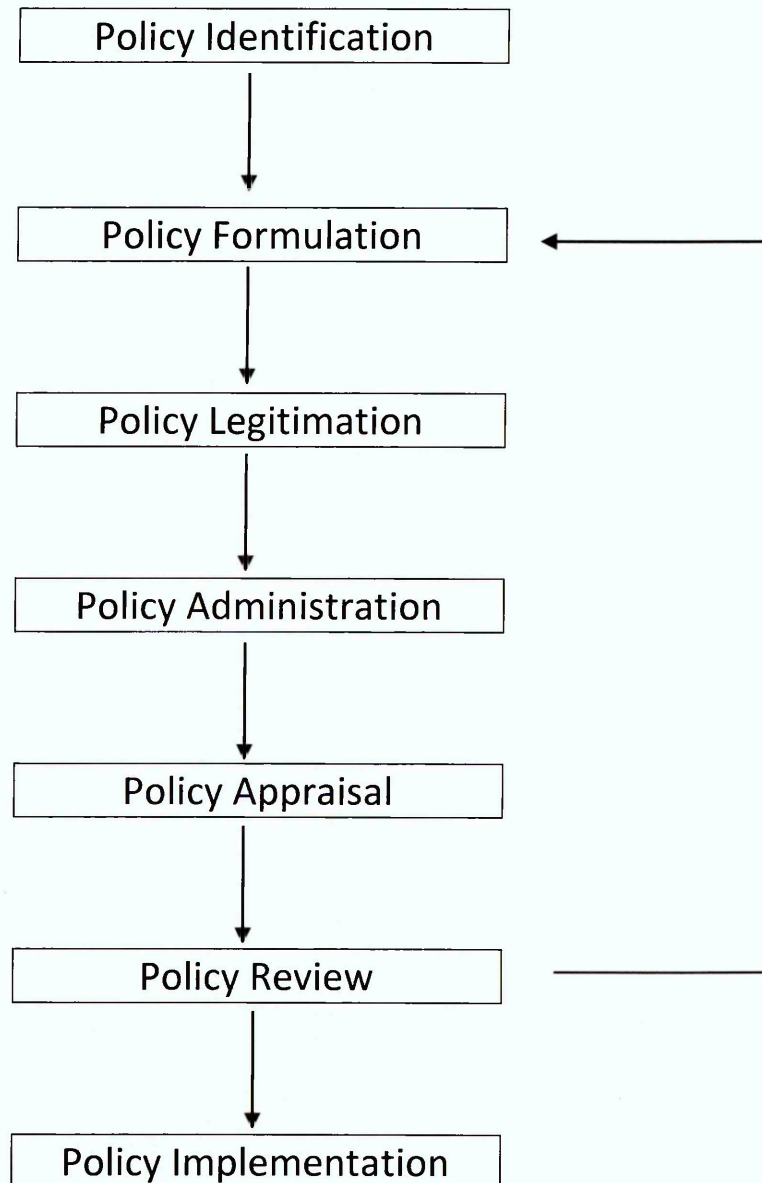 Policy Identification
Policy Formulation
Policy Legitimation
Policy Administration
Policy Appraisal
Policy Review
Policy Implementation